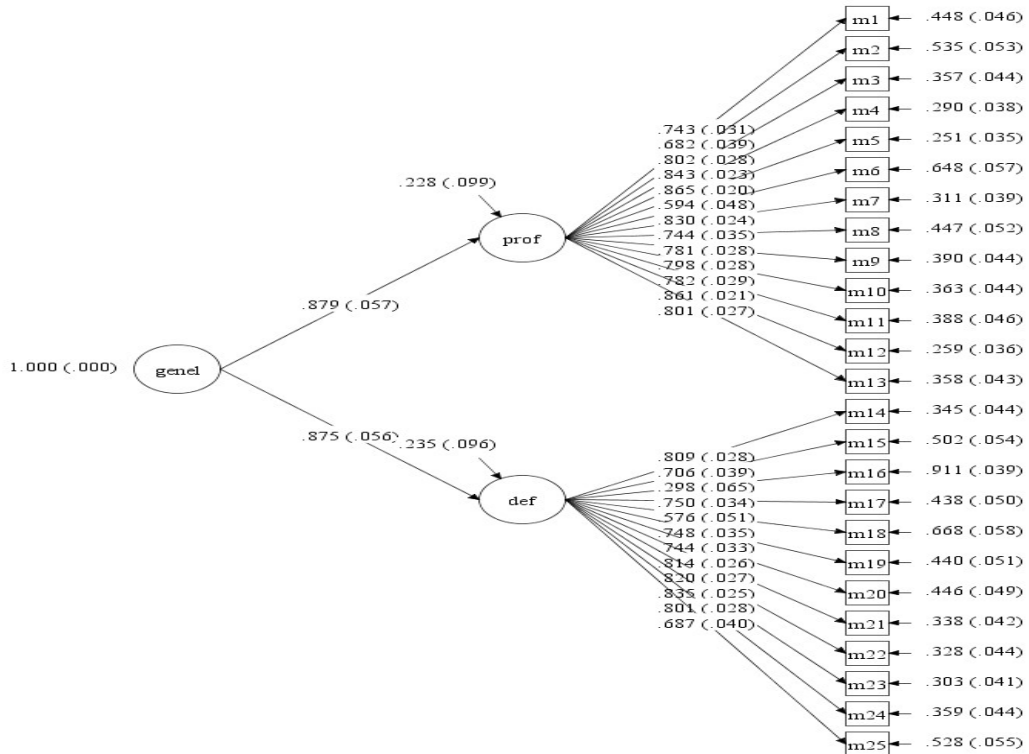 m1 .448 (.046)
m2 .535 (.053)
m3 .357 (.044)
m4 .290 (.038)
m5 .251 (.035)
m6 .648 (.057)
m7 .311 (.039)
m8 .447 (.052)
m9 .390 (.044)
m10 .363 (.044)
m11 .388 (.046)
m12 .259 (.036)
m13 .358 (.043)
m14 .345 (.044)
m15 .502 (.054)
m16 .911 (.039)
m17 .438 (.050)
m18 .668 (.058)
m19 .440 (.051)
m20 .446 (.049)
m21 .338 (.042)
m22 .328 (.044)
m23 .303 (.041)
m24 .359 (.044)
m25 .528 (.055)
.743 (.031)
.682 (.039)
.802 (.028)
.843 (.023)
.865 (.020)
.594 (.048)
.830 (.024)
.744 (.035)
.781 (.028)
.798 (.028)
.782 (.029)
.861 (.021)
.801 (.027)
.228 (.099)
prof
.879 (.057)
1.000 (.000)
genel
.875 (.056)
.235 (.096)
def
.809 (.028)
.706 (.039)
.298 (.065)
.750 (.034)
.576 (.051)
.748 (.035)
.744 (.033)
.814 (.026)
.820 (.027)
.835 (.025)
.801 (.028)
.687 (.040)